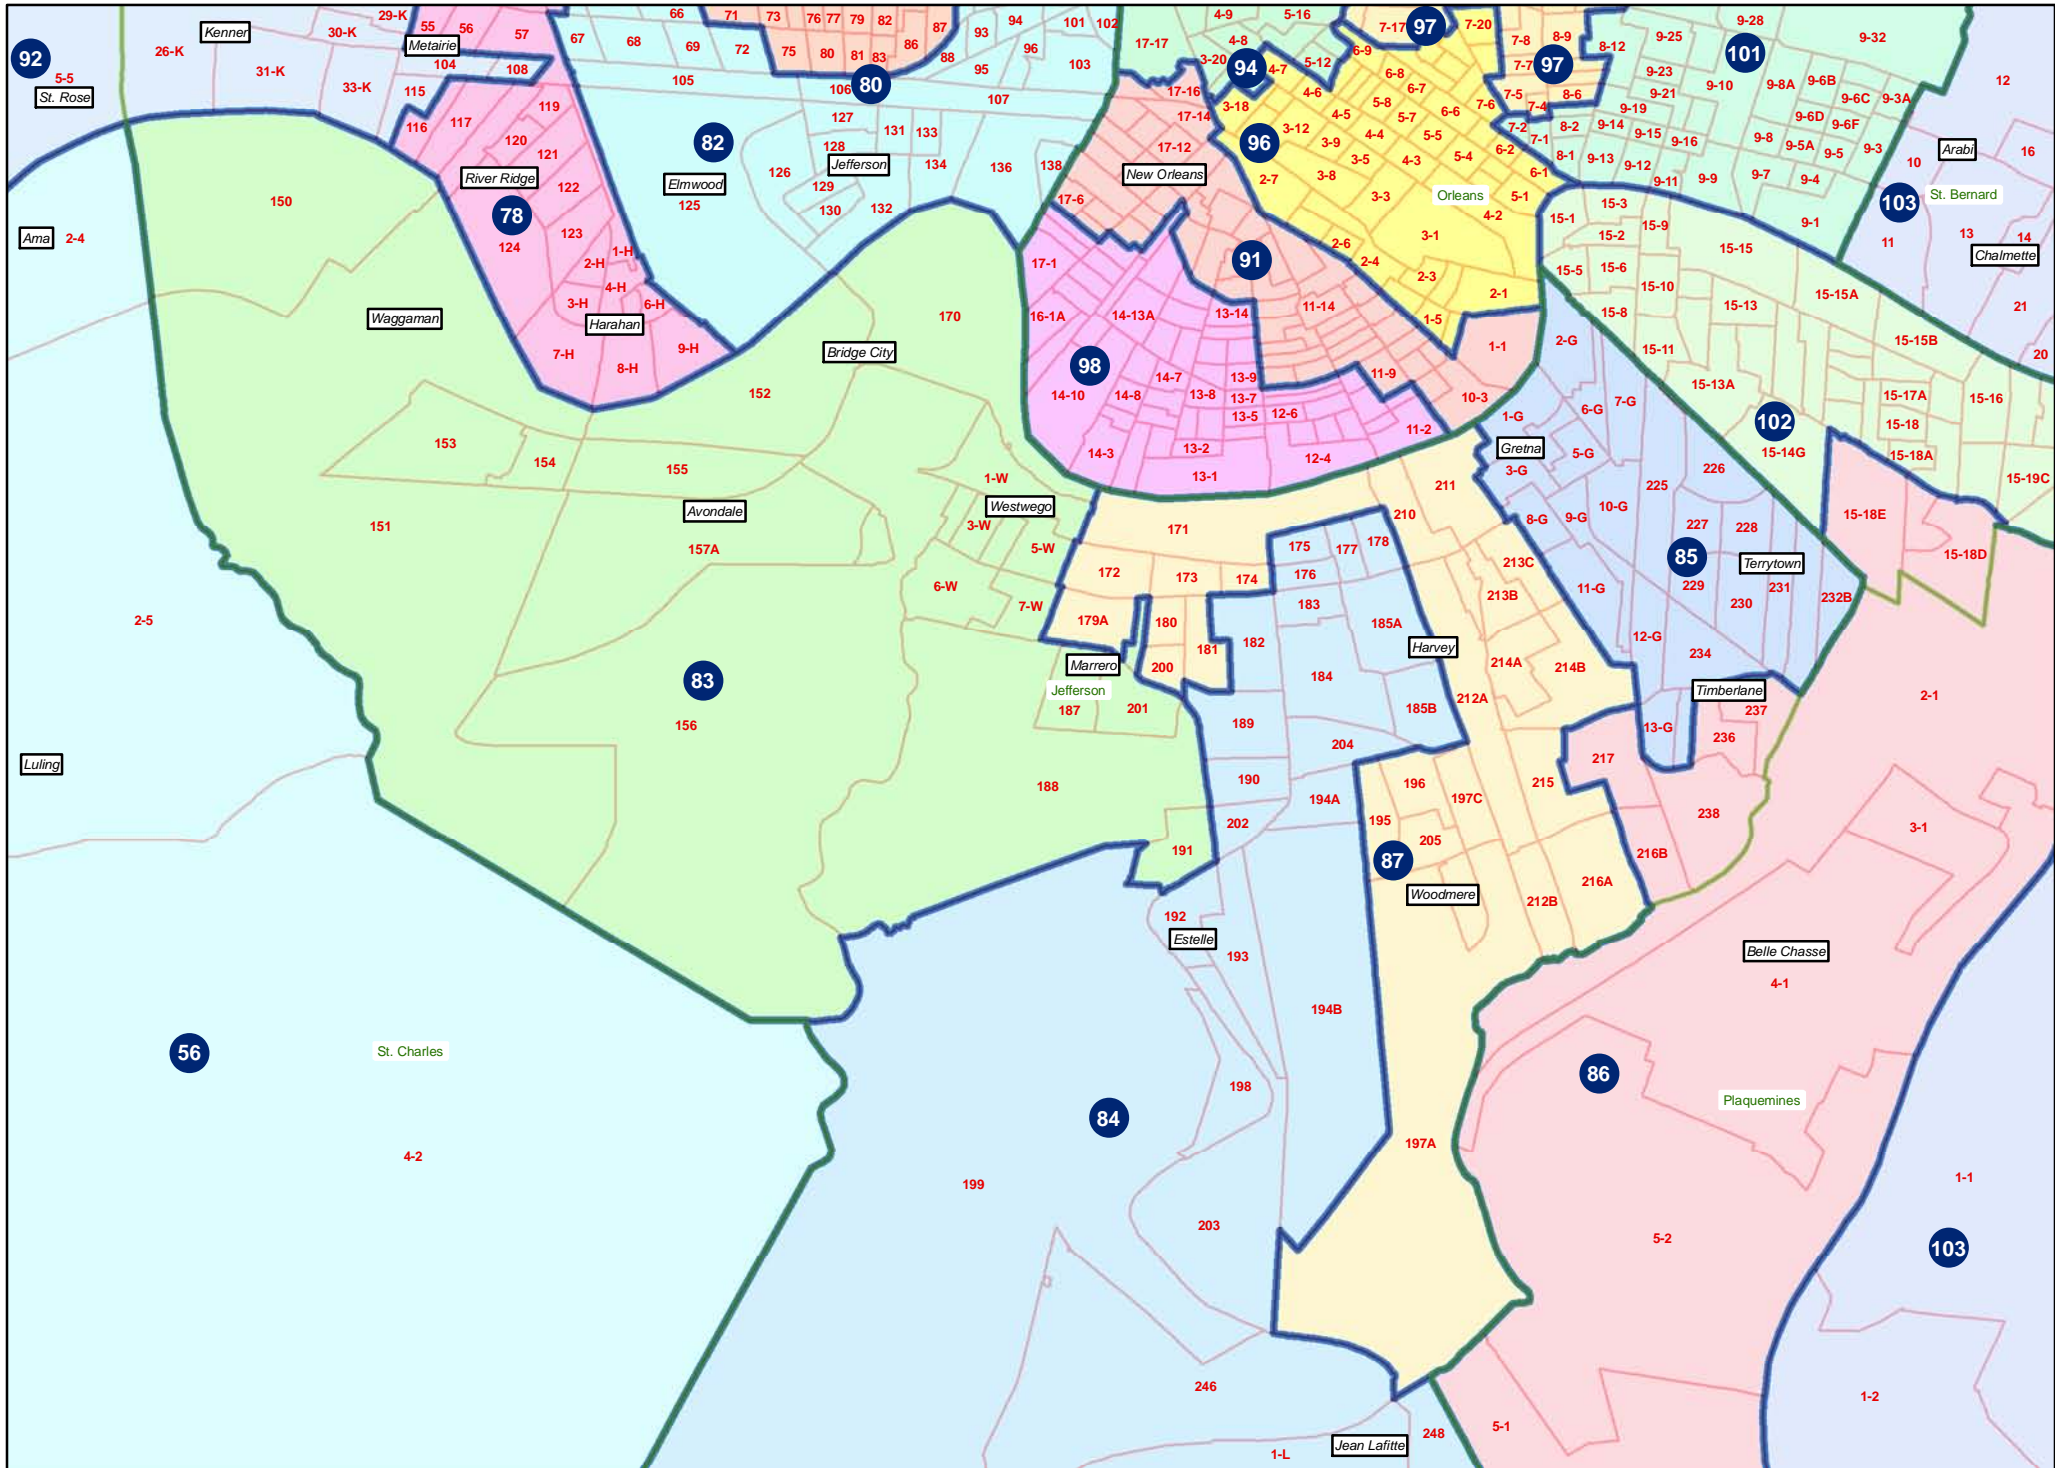 29-K
55
56
57
66
71
73
76
77
79
82
87
94
101
102
4-9
5-16
7-17
97
7-20
9-28
Kenner
30-K
Metairie
67
68
69
72
75
80
81
83
86
88
93
96
95
103
17-17
4-8
3-20
94
4-7
5-12
6-9
7-8
8-9
97
8-12
9-25
101
9-32
92
26-K
5-5
St. Rose
31-K
33-K
104
108
115
105
106
80
107
17-16
3-18
4-6
6-8
6-7
5-8
7-7
7-5
7-6
7-4
8-6
9-23
9-21
9-10
9-8A
9-6B
9-6C
9-3A
12
116
117
119
120
121
82
127
131
133
128
Jefferson
134
136
138
17-14
17-12
New Orleans
96
3-12
4-5
5-7
6-6
3-9
4-4
5-5
7-2
7-1
8-2
9-19
9-14
9-15
9-16
9-6D
9-6F
9-8
9-5A
9-5
9-3
Arabi
16
10
River Ridge
122
78
Elmwood
125
126
129
130
132
17-6
2-7
3-5
3-8
4-3
5-4
6-2
6-1
8-1
9-13
9-12
9-11
9-9
9-7
9-4
9-1
103
St. Bernard
150
Ama
2-4
124
123
1-H
2-H
4-H
3-H
6-H
Harahan
7-H
8-H
9-H
3-3
Orleans
5-1
4-2
3-1
15-1
15-3
15-2
15-9
15-15
11
13
14
Chalmette
17-1
91
2-6
2-4
2-3
2-1
15-5
15-6
15-10
15-13
15-15A
21
Waggaman
170
Bridge City
152
16-1A
14-13A
13-14
11-14
1-5
1-1
15-8
2-G
15-11
15-15B
20
98
14-10
14-7
14-8
13-9
13-8
13-7
13-5
12-6
11-9
10-3
11-2
1-G
6-G
7-G
15-13A
102
15-14G
15-17A
15-18
15-18A
15-16
15-19C
153
154
155
1-W
14-3
13-2
13-1
12-4
Gretna
3-G
5-G
226
211
225
151
Avondale
157A
Westwego
3-W
5-W
6-W
7-W
171
210
8-G
9-G
10-G
227
228
15-18E
15-18D
175
177
178
172
173
174
176
213C
85
Terrytown
229
230
231
232B
11-G
2-5
179A
180
181
182
183
185A
213B
12-G
234
83
Marrero
Jefferson
187
201
200
184
Harvey
214A
214B
Timberlane
237
2-1
156
189
185B
212A
204
13-G
236
217
Luling
188
190
194A
196
197C
215
202
195
205
238
3-1
191
87
Woodmere
216B
216A
212B
192
Estelle
193
Belle Chasse
4-1
194B
56
St. Charles
198
86
Plaquemines
84
197A
4-2
199
1-1
203
5-2
103
246
1-2
Jean Lafitte
248
5-1
1-L